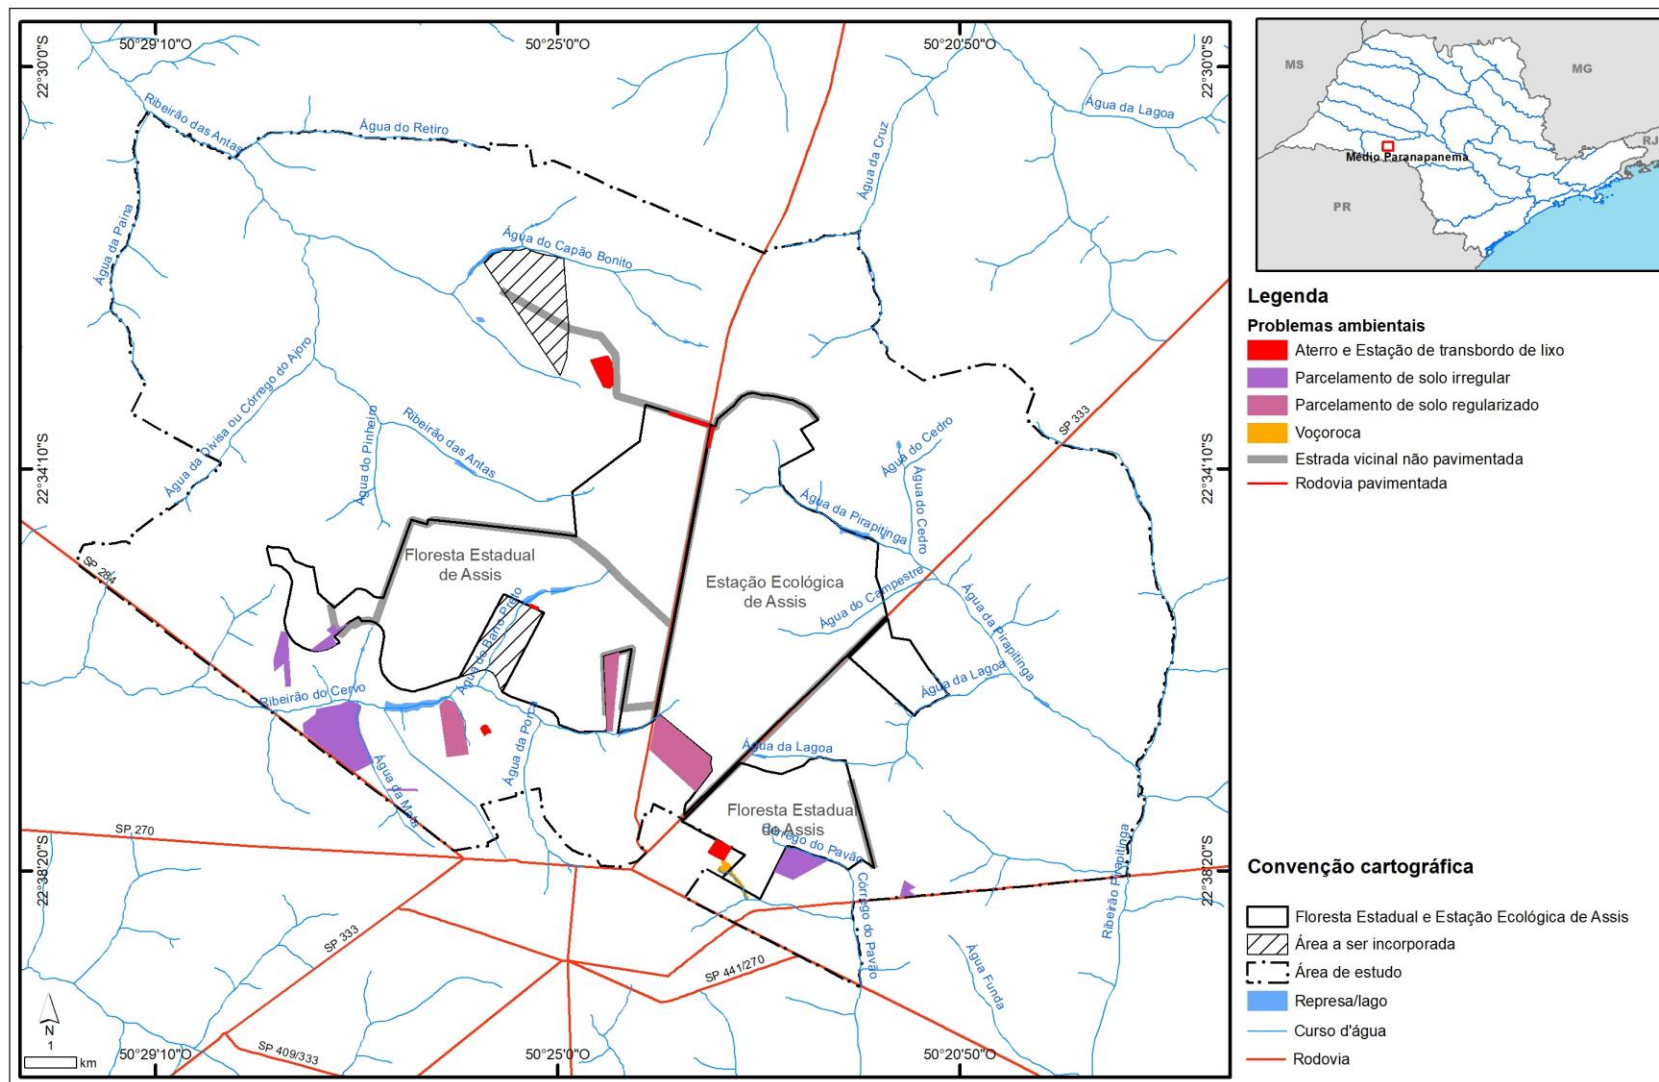 50°29'10"O
50°25'0"O
50°20'50"O
22°30'0"S
22°30'0"S
Ribeirão das Antas
Água do Retiro
Água da Cruz
Água da Lagoa
Água da Paina
Água do Capão Bonito
Água da Divisa ou Córrego do Ajoro
Água do Pinheiro
Ribeirão das Antas
SP 333
22°34'10"S
22°34'10"S
Água do Cedro
Água do Cedro
Água da Pirapitinga
SP 284
Floresta Estadual
de Assis
Estação Ecológica
de Assis
Água do Campestre
Água da Pirapitinga
Água do Barro Preto
Ribeirão do Cervo
Água da Lagoa
Água da Porca
Água da Lagoa
Água da Mata
Floresta Estadual
de Assis
Córrego do Pavão
SP 270
22°38'20"S
22°38'20"S
Córrego do Pavão
Ribeirão Pirapitinga
SP 333
SP 441/270
Água Funda
SP 409/333
N
1
km
50°29'10"O
50°25'0"O
50°20'50"O
MS
MG
RJ
Médio Paranapanema
PR
Legenda
Problemas ambientais
Aterro e Estação de transbordo de lixo
Parcelamento de solo irregular
Parcelamento de solo regularizado
Voçoroca
Estrada vicinal não pavimentada
Rodovia pavimentada
Convenção cartográfica
Floresta Estadual e Estação Ecológica de Assis
Área a ser incorporada
Área de estudo
Represa/lago
Curso d'água
Rodovia